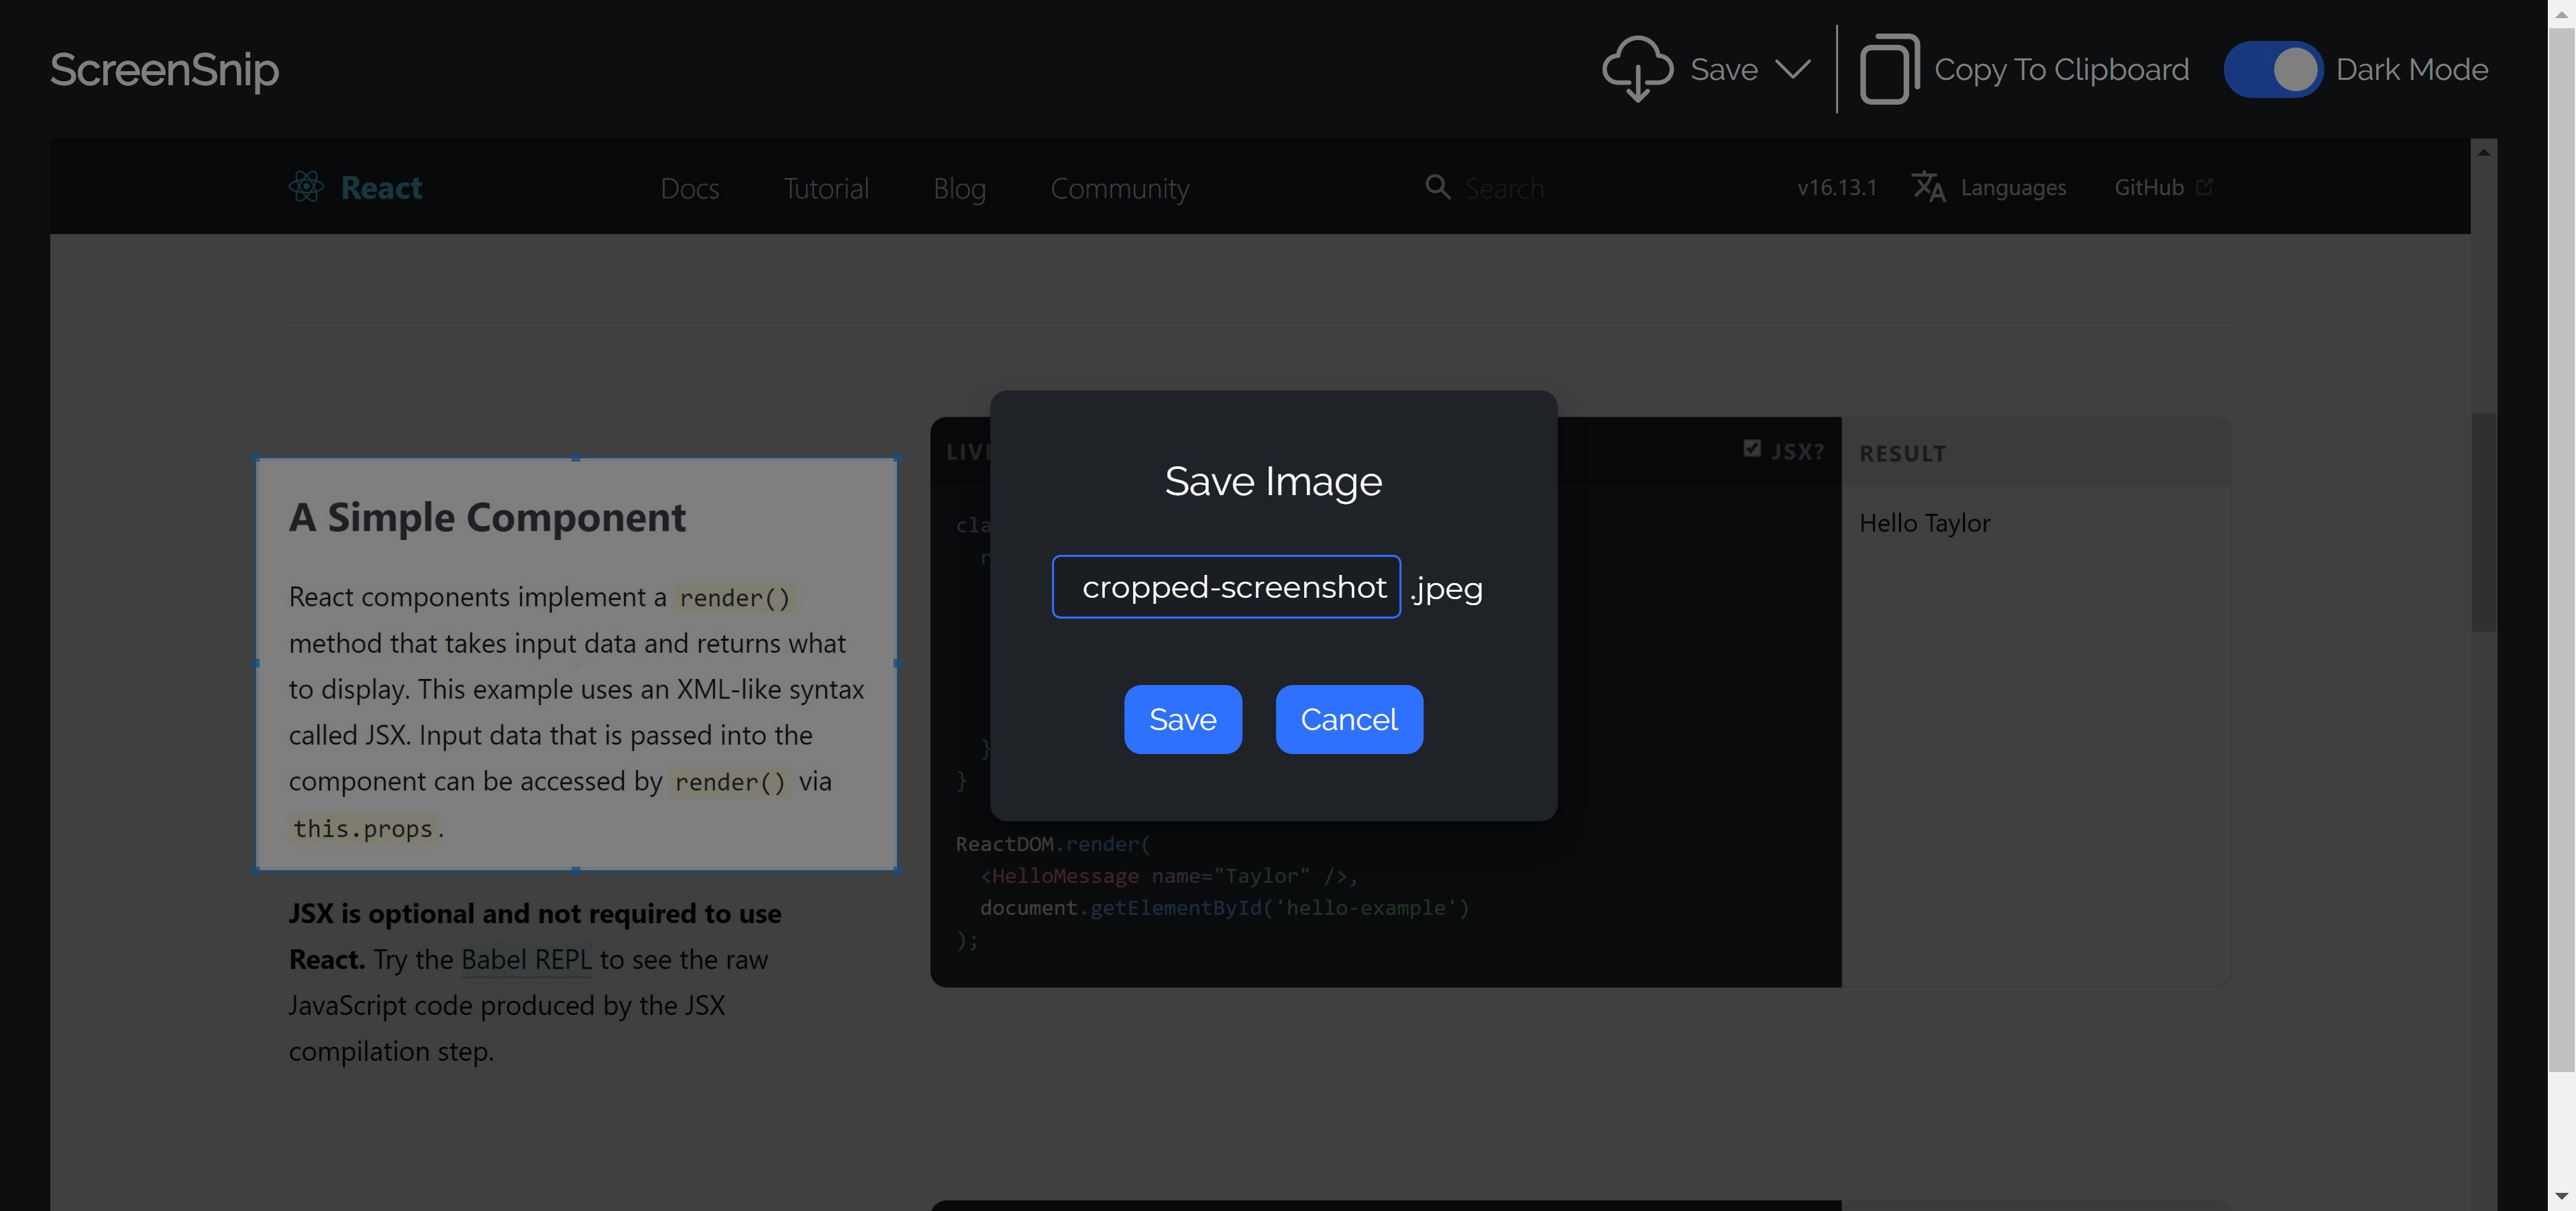 ScreenSnip
Save
Copy To Clipboard
Dark Mode
React
Docs
Tutorial
Blog
Community
Search
v16.13.1
Languages
GitHub
A Simple Component
React components implement a render()
method that takes input data and returns what
to display. This example uses an XML-like syntax
called JSX. Input data that is passed into the
component can be accessed by render() via
this.props.
JSX is optional and not required to use
React. Try the Babel REPL to see the raw
JavaScript code produced by the JSX
compilation step.
JSX?
}
}
ReactDOM.render(
<HelloMessage name="Taylor" />,
document.getElementById('hello-example')
);
RESULT
Hello Taylor
Save Image
cropped-screenshot .jpeg
Save
Cancel